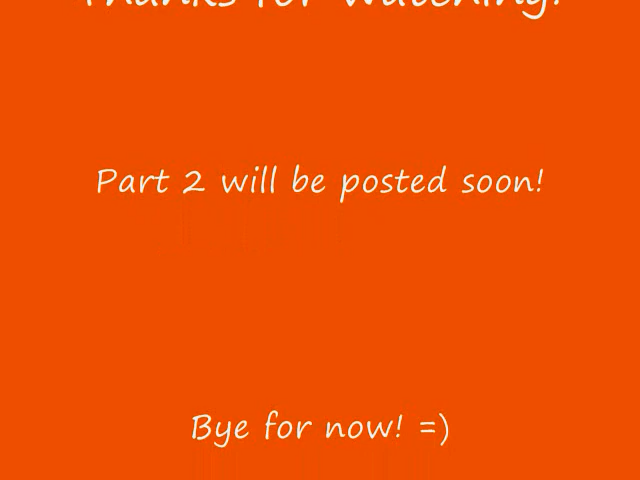 Thanks for watching!
Part 2 will be posted soon!
Bye for now! =)